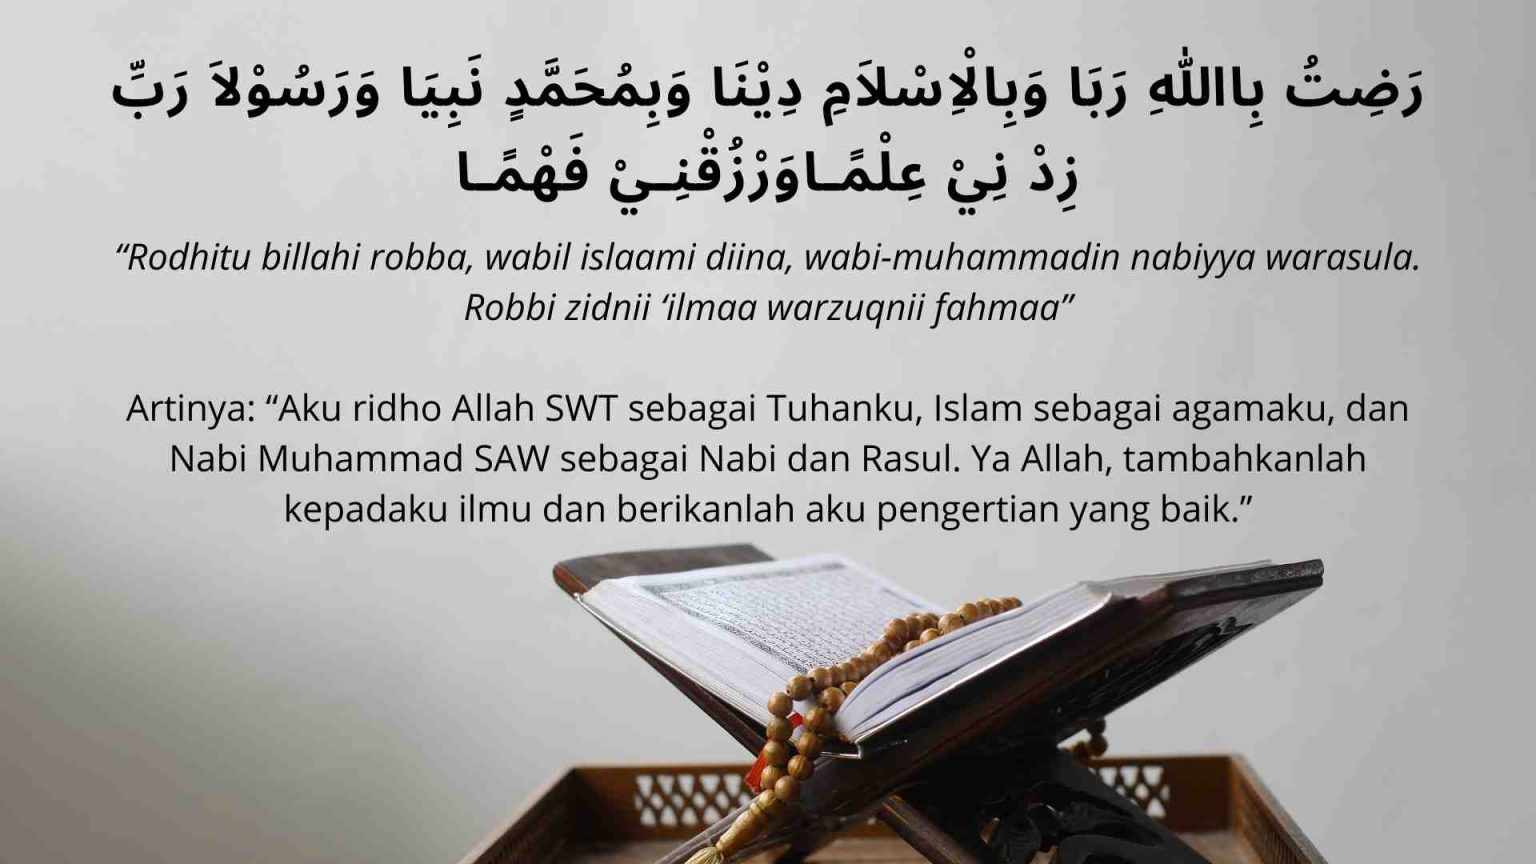 رَضِتُ بِاﷲِ رَبَا وَبِالْاِسْلاَمِ دِيْنَا وَبِمُحَمَّدٍ نَبِيَا وَرَسُوْلاَ رَبِّ
زِدْ نِيْ عِلْمًـاوَرْزُقْنِـيْ فَهْمًـا
“Rodhitu billahi robba, wabil islaami diina, wabi-muhammadin nabiyya warasula.
Robbi zidnii ‘ilmaa warzuqnii fahmaa”
Artinya: “Aku ridho Allah SWT sebagai Tuhanku, Islam sebagai agamaku, dan
Nabi Muhammad SAW sebagai Nabi dan Rasul. Ya Allah, tambahkanlah
kepadaku ilmu dan berikanlah aku pengertian yang baik.”